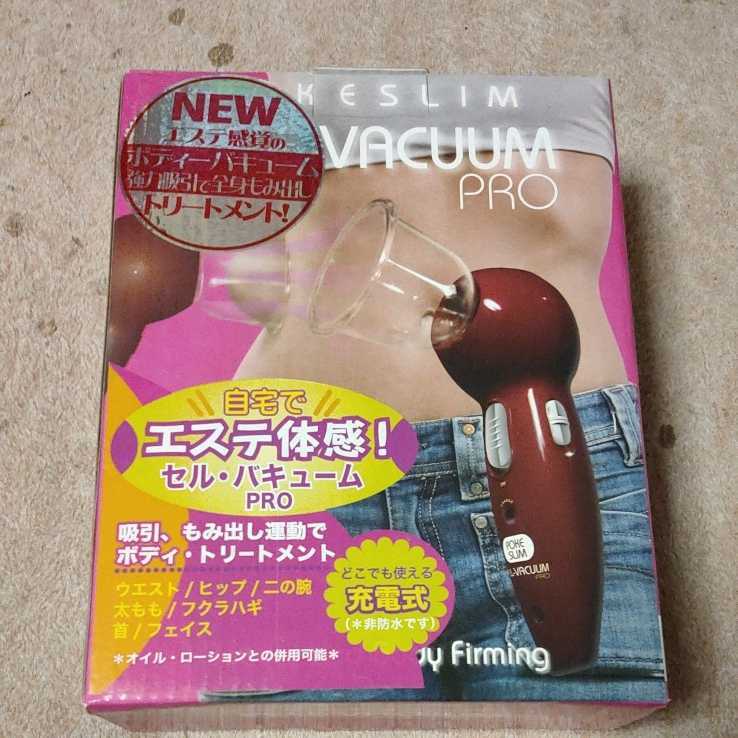 NEW
エステ感覚の
ボディーバキューム
強力吸引で全身もみ出し
トリートメント!
KESLIM
VACUUM
PRO
自宅で
エステ体感!
セル・バキューム
PRO
吸引、もみ出し運動で
ボディ・トリートメント
ウエスト/ヒップ/二の腕
太もも/フクラハギ
首/フェイス
*オイル・ローションとの併用可能*
どこでも使える
充電式
(*非防水です)
POKE
SLIM
L-VACUUM
PRO
dy Firming